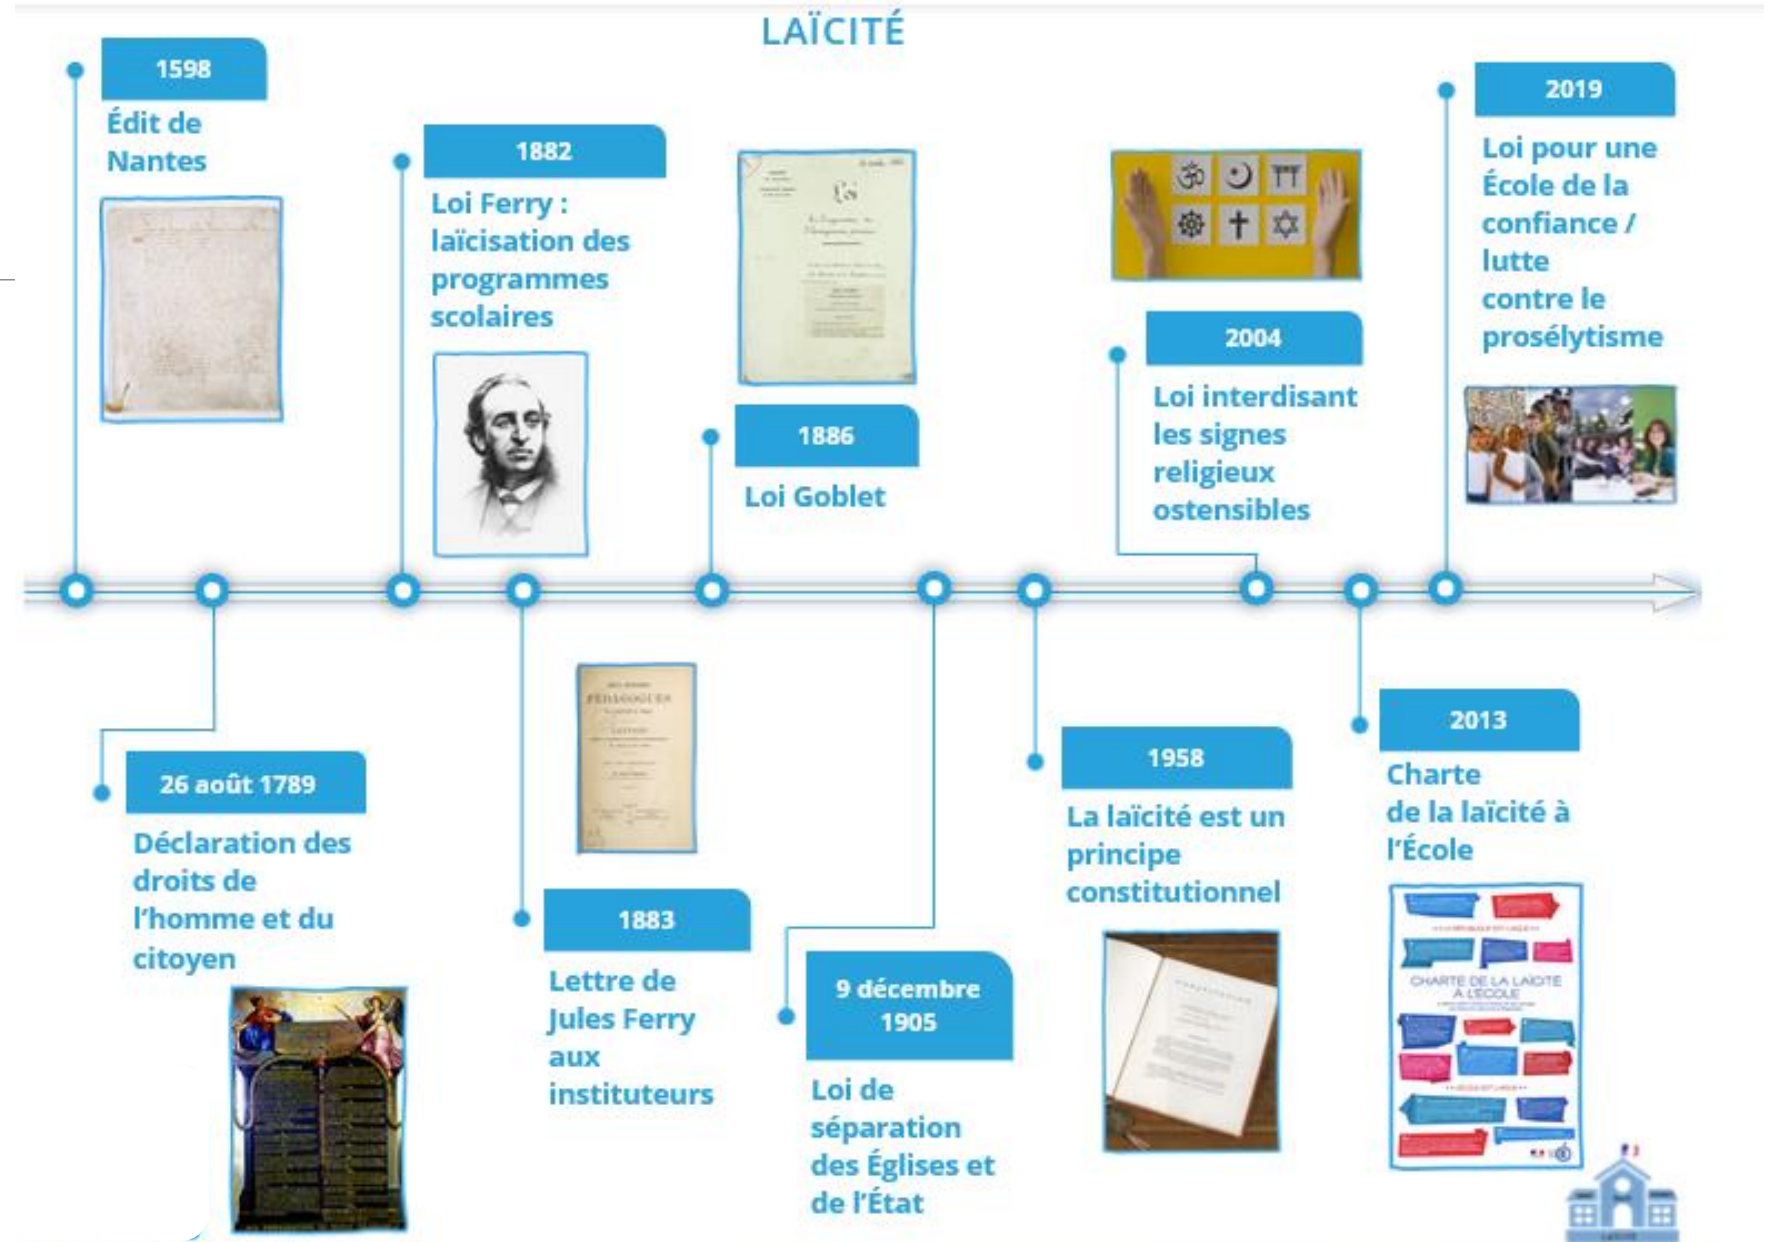 LAÏCITÉ
1598
Édit de
Nantes
26 août 1789
Déclaration des
droits de
l'homme et du
citoyen
1882
Loi Ferry :
laïcisation des
programmes
scolaires
PÉDAGOGUES
1883
Lettre de
Jules Ferry
aux
instituteurs
Loi
1886
Loi Goblet
9 décembre
1905
Loi de
séparation
des Églises et
de l'État
1958
La laïcité est un
principe
constitutionnel
2004
Loi interdisant
les signes
religieux
ostensibles
2013
Charte
de la laïcité à
l'École
CHARTE DE LA LAÏCITÉ
À L'ÉCOLE
2019
Loi pour une
École de la
confiance /
lutte
contre le
prosélytisme